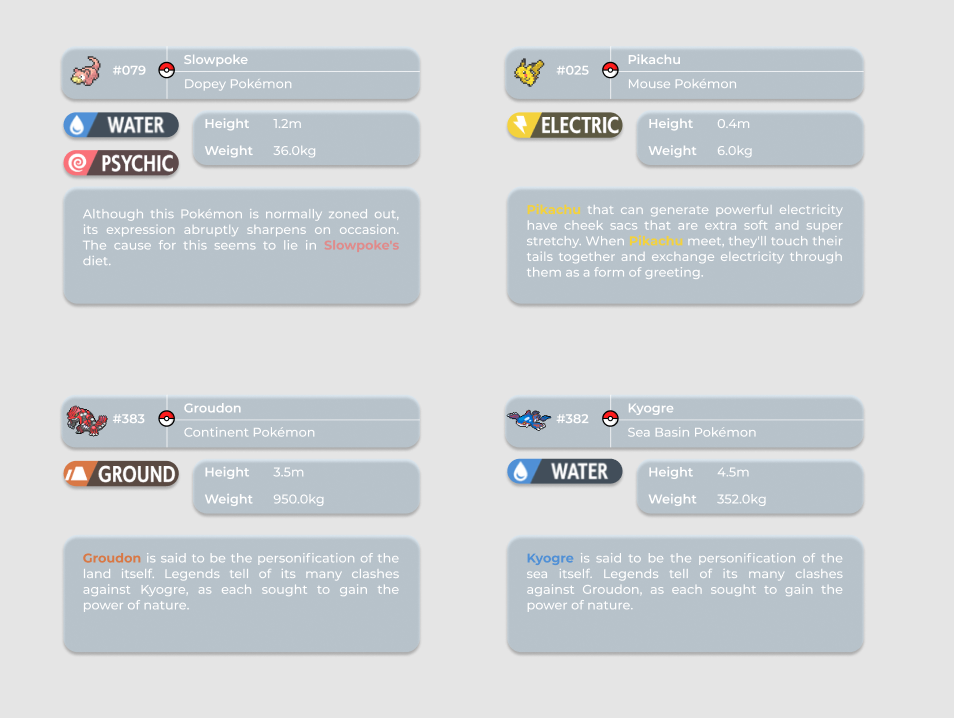 #079
Slowpoke
Dopey Pokémon
WATER
PSYCHIC
Height 1.2m
Weight 36.0kg
Although this Pokémon is normally zoned out,
its expression abruptly sharpens on occasion.
The cause for this seems to lie in Slowpoke's
diet.
#025
Pikachu
Mouse Pokémon
ELECTRIC
Height 0.4m
Weight 6.0kg
Pikachu that can generate powerful electricity
have cheek sacs that are extra soft and super
stretchy. When Pikachu meet, they'll touch their
tails together and exchange electricity through
them as a form of greeting.
#383
Groudon
Continent Pokémon
GROUND
Height 3.5m
Weight 950.0kg
Groudon is said to be the personification of the
land itself. Legends tell of its many clashes
against Kyogre, as each sought to gain the
power of nature.
#382
Kyogre
Sea Basin Pokémon
WATER
Height 4.5m
Weight 352.0kg
Kyogre is said to be the personification of the
sea itself. Legends tell of its many clashes
against Groudon, as each sought to gain the
power of nature.